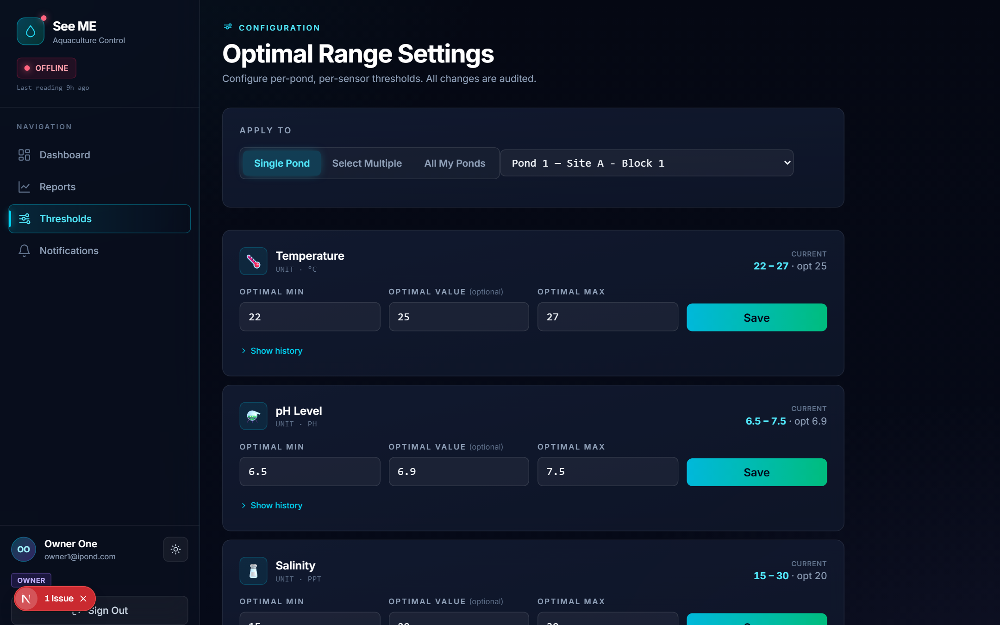 See ME
Aquaculture Control
OFFLINE
Last reading 9h ago
NAVIGATION
Dashboard
Reports
Thresholds
Notifications
Owner One
OO
owner1@ipond.com
OWNER
1 Issue
Sign Out
CONFIGURATION
Optimal Range Settings
Configure per-pond, per-sensor thresholds. All changes are audited.
APPLY TO
Single Pond Select Multiple All My Ponds Pond 1 — Site A - Block 1
Temperature
UNIT · °C
CURRENT
22 – 27 · opt 25
OPTIMAL MIN OPTIMAL VALUE (optional) OPTIMAL MAX
22 25 27 Save
Show history
pH Level
UNIT · PH
CURRENT
6.5 – 7.5 · opt 6.9
OPTIMAL MIN OPTIMAL VALUE (optional) OPTIMAL MAX
6.5 6.9 7.5 Save
Show history
Salinity
UNIT · PPT
CURRENT
15 – 30 · opt 20
OPTIMAL MIN OPTIMAL VALUE (optional) OPTIMAL MAX